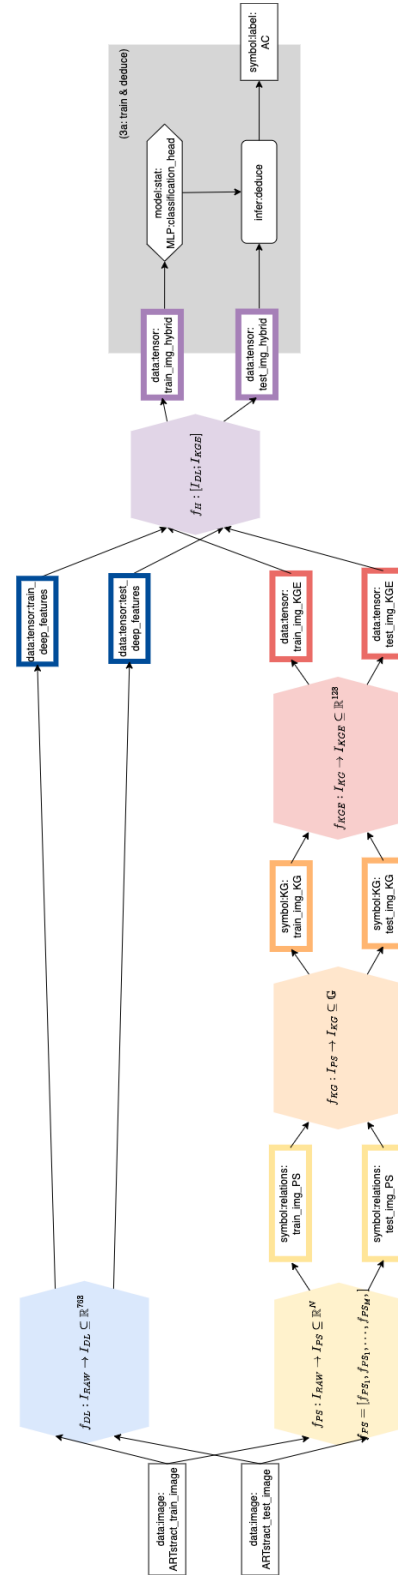 data:image:
ARTstract_train_image
data:image:
ARTstract_test_image
f_{DL} : I_{RAW} → I_{DL} ⊆ ℝ^{768}
f_{PS} : I_{RAW} → I_{PS} ⊆ ℝ^N
f_{PS} = [f_{PS_1}, f_{PS_1}, ⋯, f_{PS_M},]
symbol:relations:
train_img_PS
symbol:relations:
test_img_PS
f_{KG} : I_{PS} → I_{KG} ⊆ 𝔾
symbol:KG:
train_img_KG
symbol:KG:
test_img_KG
f_{KGE} : I_{KG} → I_{KGE} ⊆ ℝ^{128}
data:tensor:train_
deep_features
data:tensor:test_
deep_features
data:tensor:
train_img_KGE
data:tensor:
test_img_KGE
f_H : [I_{DL}; I_{KGE}]
data:tensor:
train_img_hybrid
data:tensor:
test_img_hybrid
(3a: train & deduce)
model:stat:
MLP:classification_head
infer:deduce
symbol:label:
AC